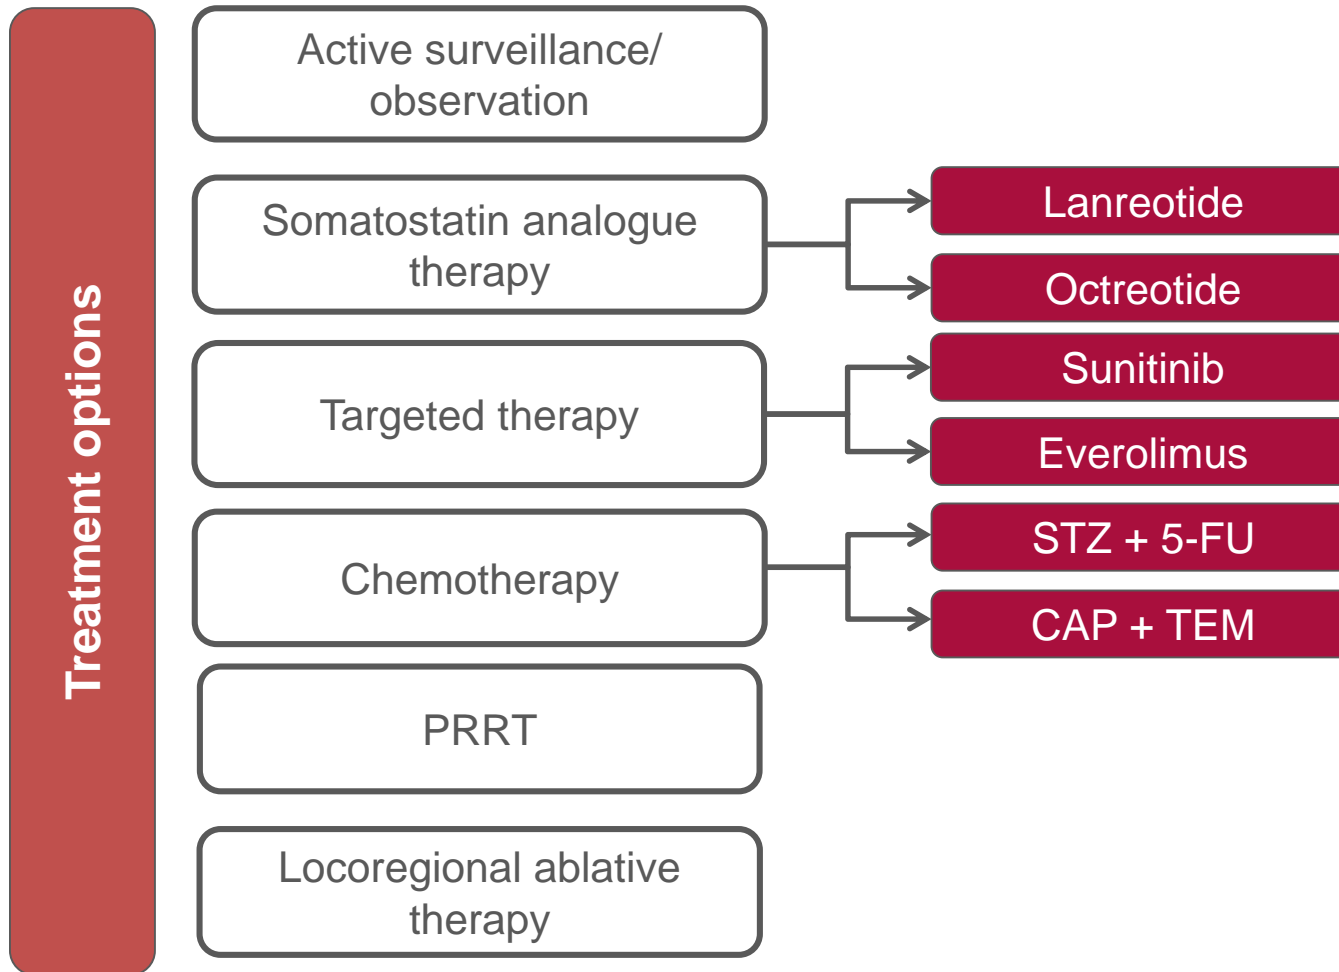 Treatment options
Active surveillance/
observation
Somatostatin analogue
therapy
Lanreotide
Octreotide
Targeted therapy
Sunitinib
Everolimus
Chemotherapy
STZ + 5-FU
CAP + TEM
PRRT
Locoregional ablative
therapy